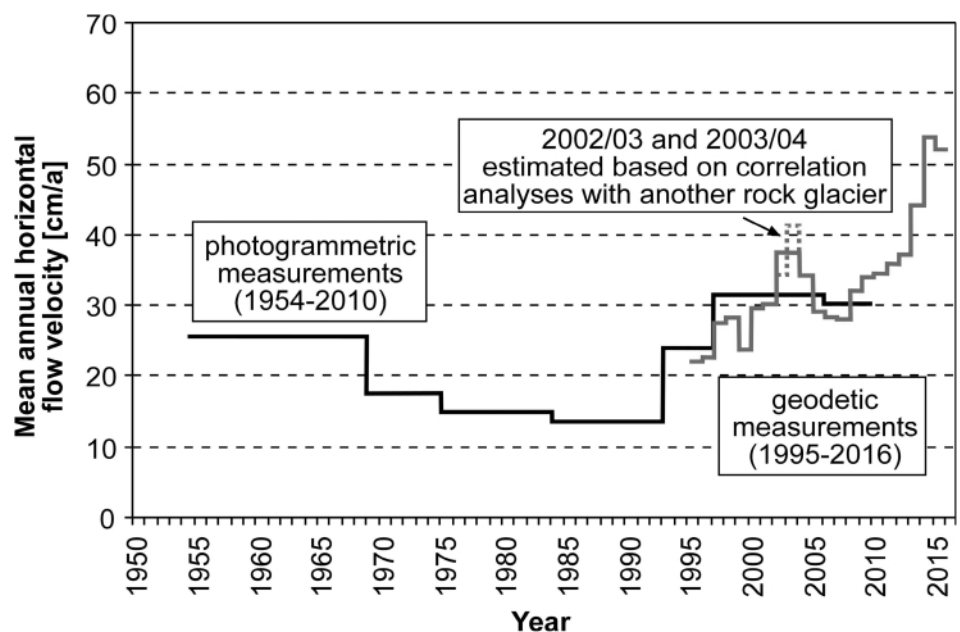 Mean annual horizontal
flow velocity [cm/a]
70
60
50
40
30
20
10
0
2002/03 and 2003/04
estimated based on correlation
analyses with another rock glacier
photogrammetric
measurements
(1954-2010)
geodetic
measurements
(1995-2016)
1950
1955
1960
1965
1970
1975
1980
1985
1990
1995
2000
2005
2010
2015
Year